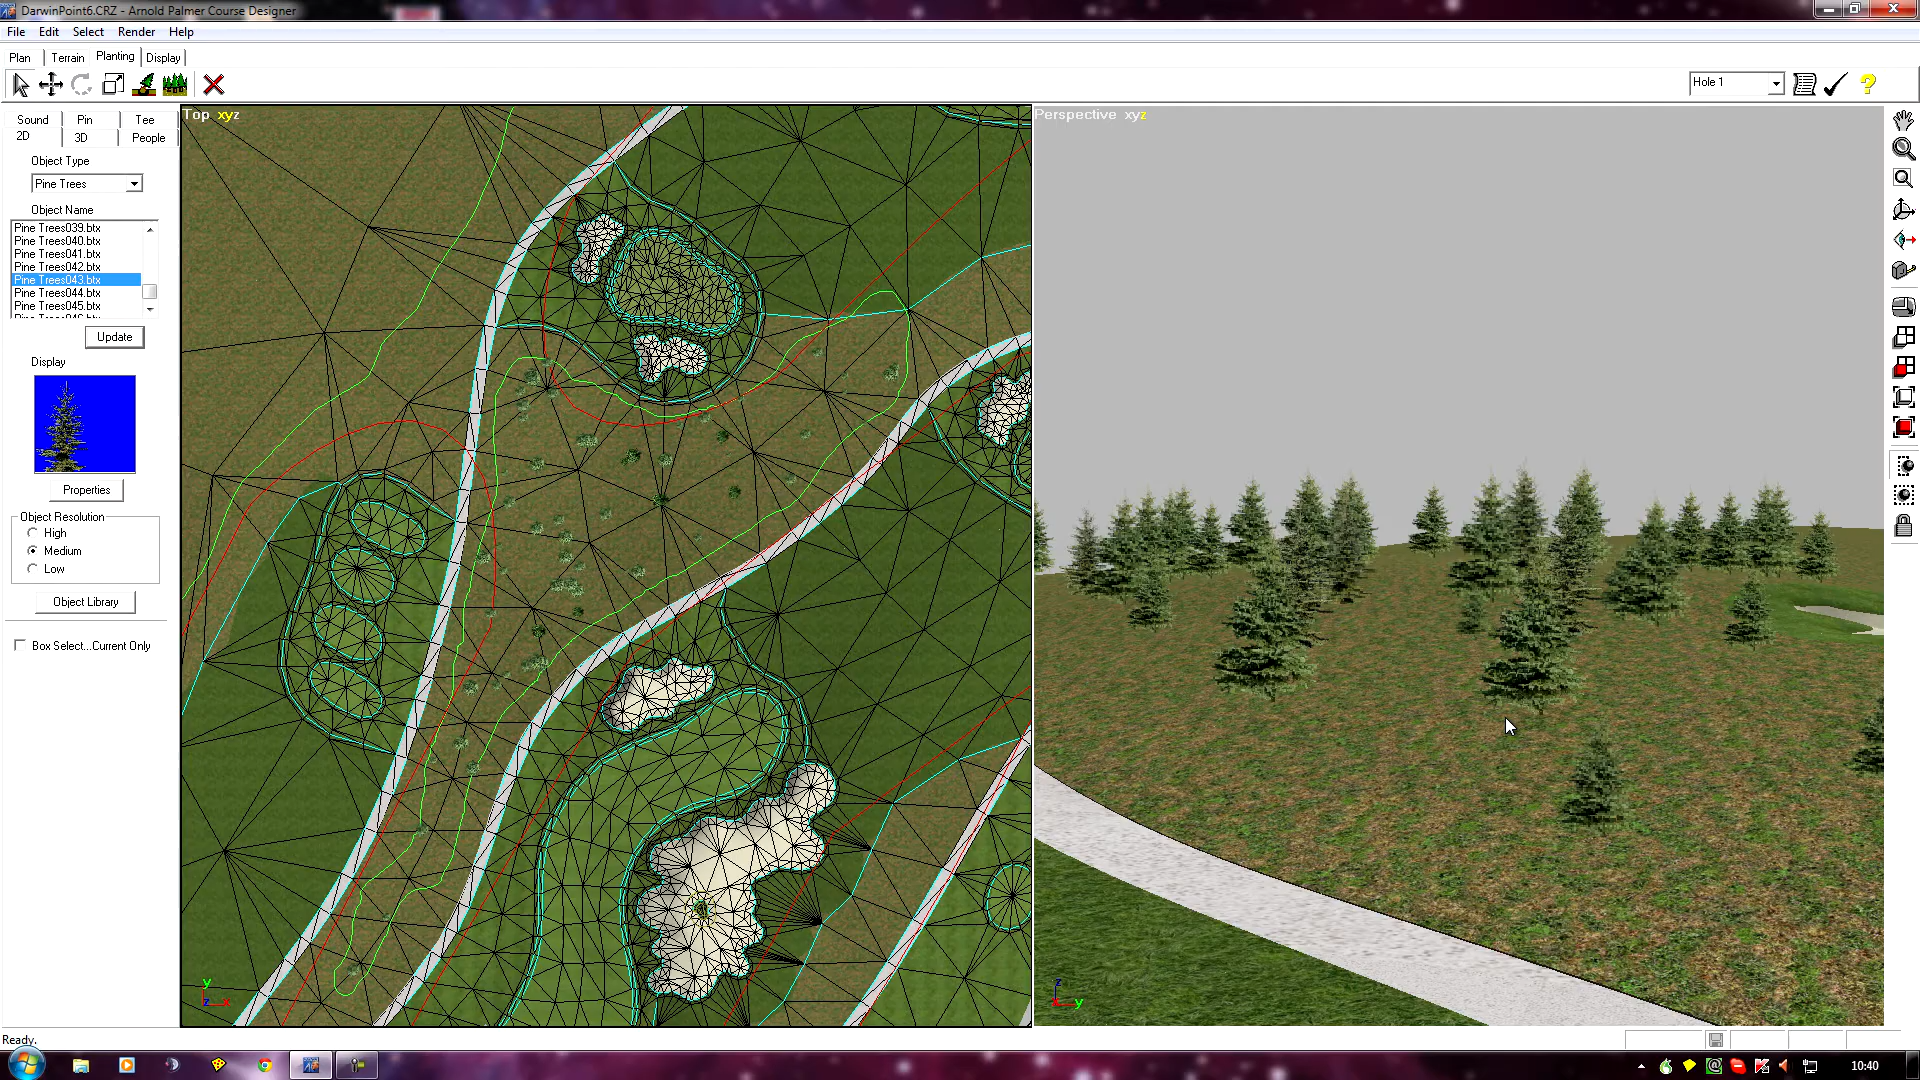 DarwinPoint6.CRZ - Arnold Palmer Course Designer
File Edit Select Render Help
Plan Terrain Planting Display
Hole 1
Sound Pin Tee
2D 3D People
Object Type
Pine Trees
Object Name
Pine Trees039.btx
Pine Trees040.btx
Pine Trees041.btx
Pine Trees042.btx
Pine Trees043.btx
Pine Trees044.btx
Pine Trees045.btx
Update
Display
Properties
Object Resolution
High
Medium
Low
Object Library
Box Select...Current Only
Top xyz
y
z x
Perspective xyz
z
x y
Ready.
10:40